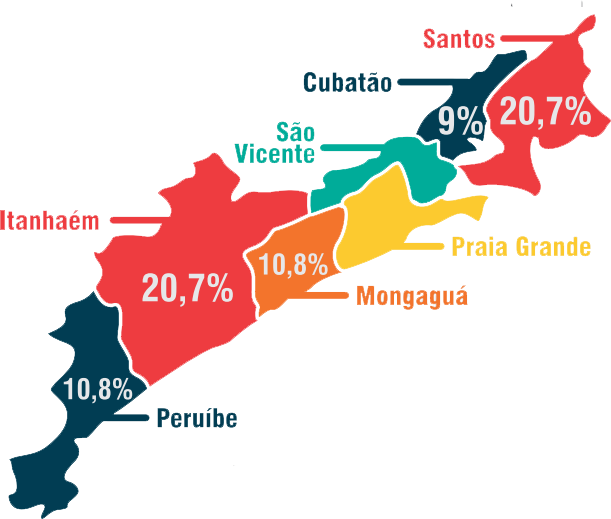 Santos
Cubatão
20,7%
9%
São
Vicente
Itanhaém
Praia Grande
10,8%
20,7%
Mongaguá
10,8%
Peruíbe